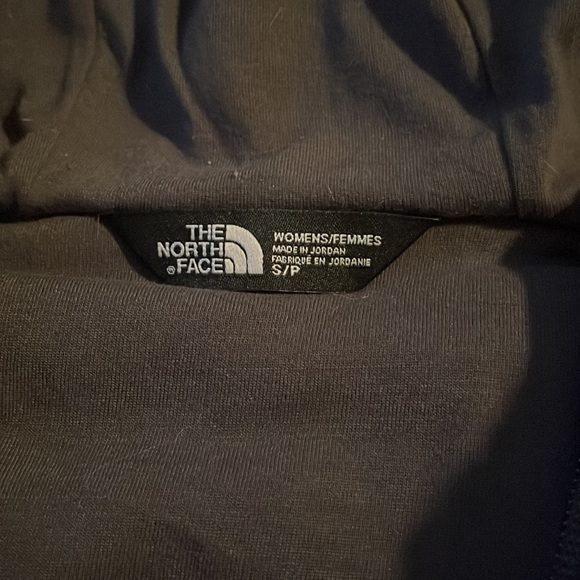 THE
NORTH
®FACE
WOMENS/FEMMES
MADE IN JORDAN
FABRIQUÉ EN JORDANIE
S/P